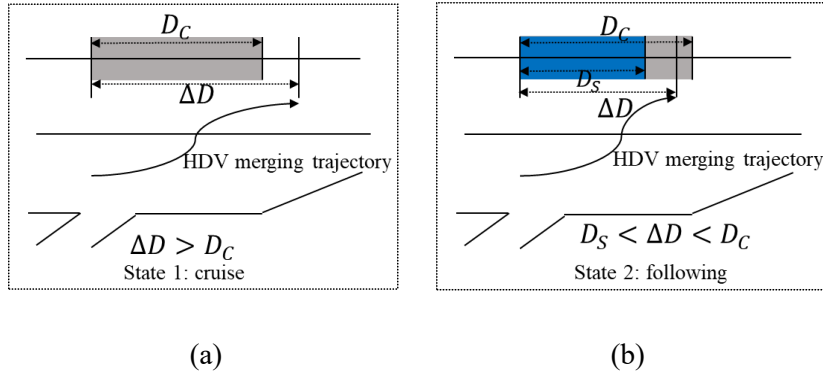 D_C
ΔD
HDV merging trajectory
ΔD > D_C
State 1: cruise
(a)
D_C
D_S
ΔD
HDV merging trajectory
D_S < ΔD < D_C
State 2: following
(b)